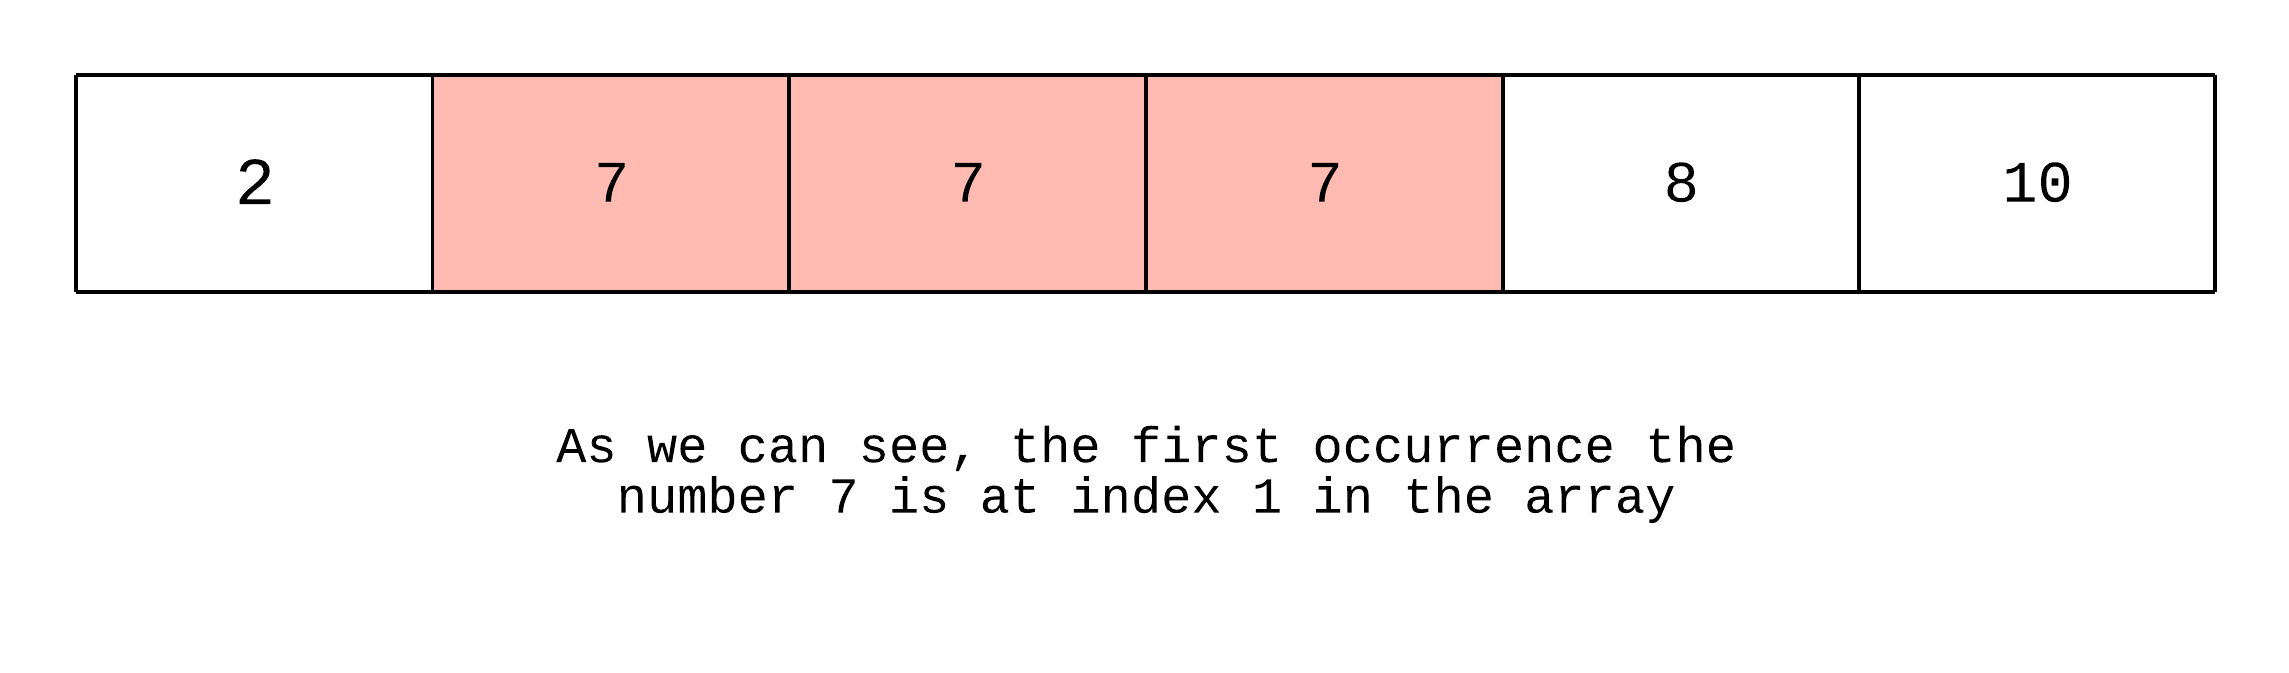 2 7 7 7 8 10
As we can see, the first occurrence the
number 7 is at index 1 in the array